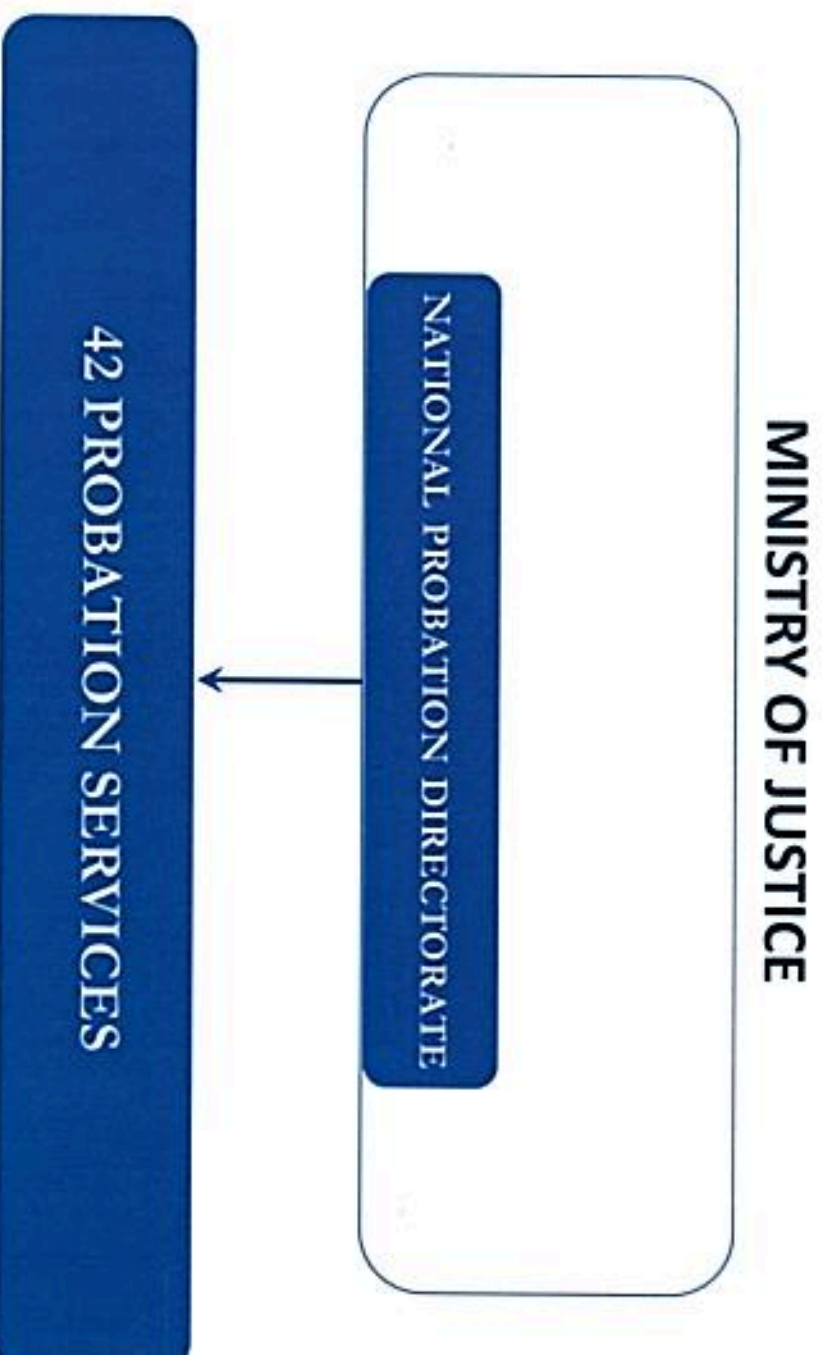 MINISTRY OF JUSTICE
NATIONAL PROBATION DIRECTORATE
42 PROBATION SERVICES